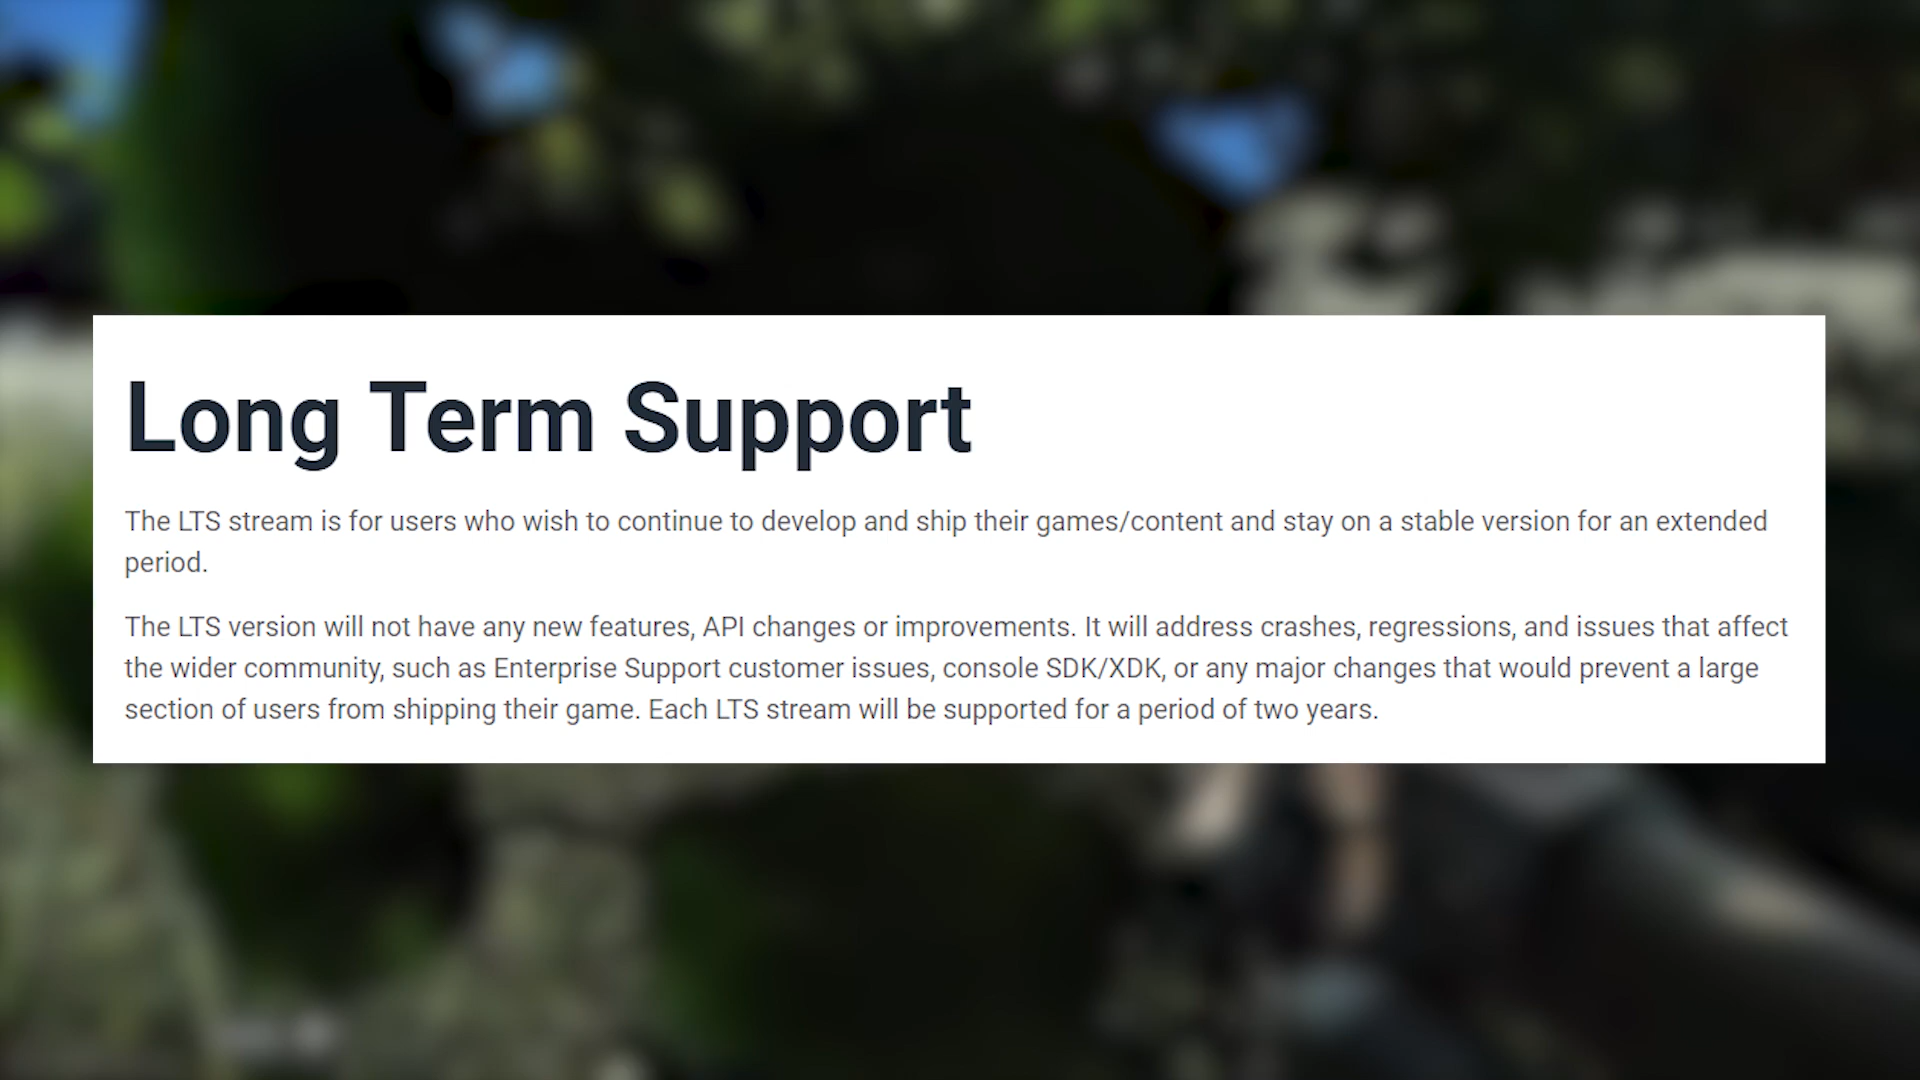 Long Term Support
The LTS stream is for users who wish to continue to develop and ship their games/content and stay on a stable version for an extended
period.
The LTS version will not have any new features, API changes or improvements. It will address crashes, regressions, and issues that affect
the wider community, such as Enterprise Support customer issues, console SDK/XDK, or any major changes that would prevent a large
section of users from shipping their game. Each LTS stream will be supported for a period of two years.